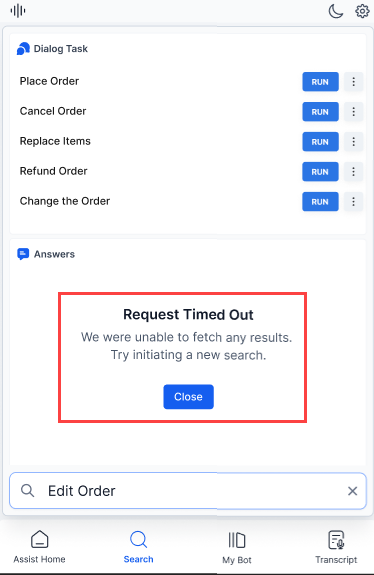 Dialog Task
Place Order RUN
Cancel Order RUN
Replace Items RUN
Refund Order RUN
Change the Order RUN
Answers
Request Timed Out
We were unable to fetch any results.
Try initiating a new search.
Close
Edit Order
Assist Home Search My Bot Transcript